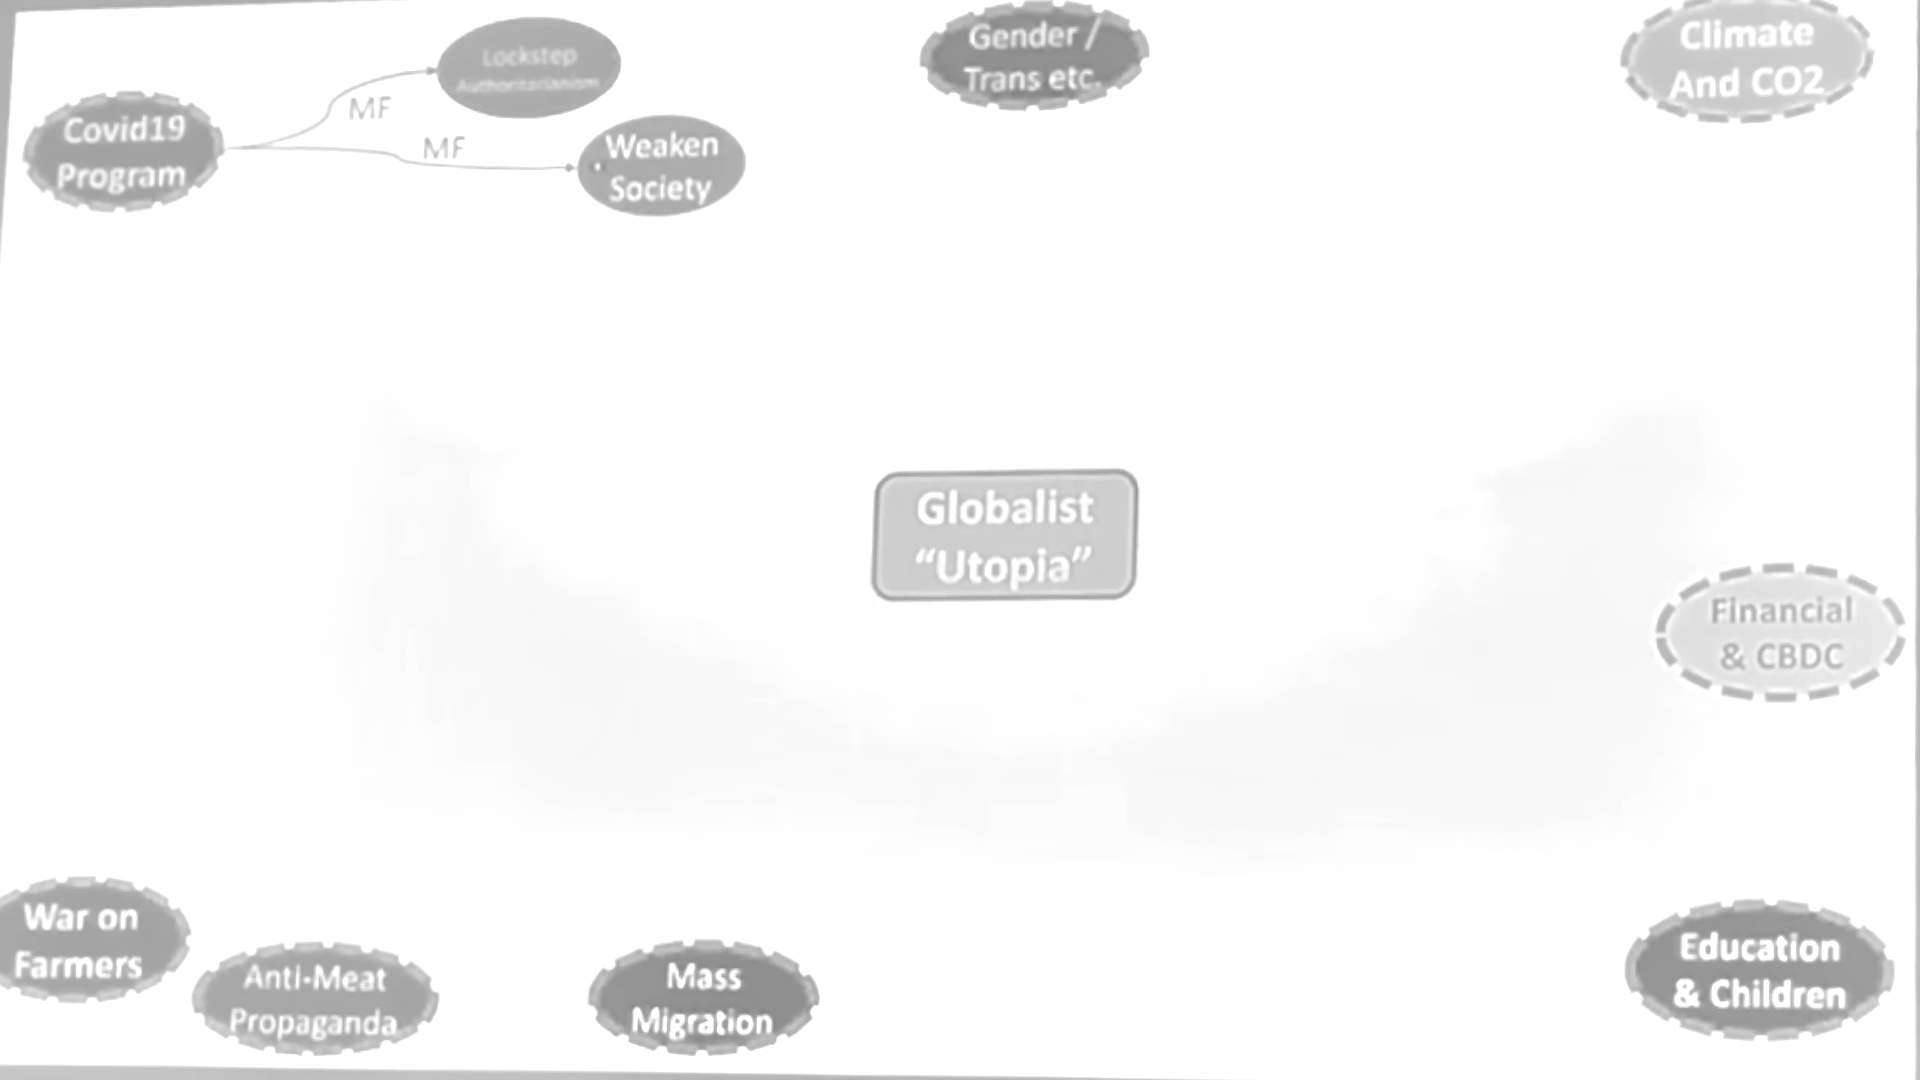 Lockstep
Authoritarianism
Gender /
Trans etc.
Climate
And CO2
MF
Covid19
Program
MF
Weaken
Society
Globalist
“Utopia”
Financial
& CBDC
War on
Farmers
Anti-Meat
Propaganda
Mass
Migration
Education
& Children